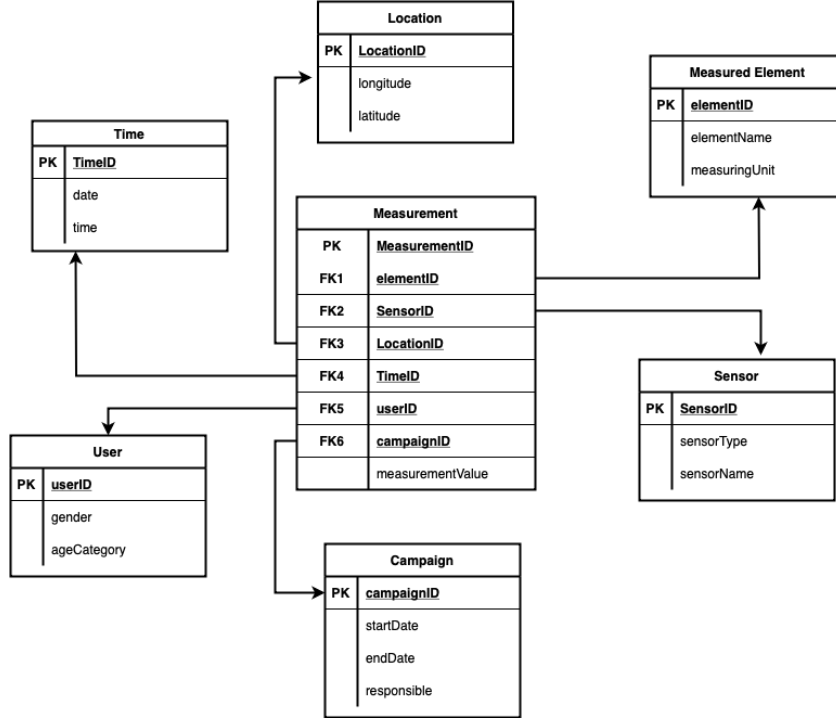 Location
PK LocationID
longitude
latitude
Measured Element
PK elementID
elementName
measuringUnit
Time
PK TimeID
date
time
Measurement
PK MeasurementID
FK1 elementID
FK2 SensorID
FK3 LocationID
FK4 TimeID
FK5 userID
FK6 campaignID
measurementValue
Sensor
PK SensorID
sensorType
sensorName
User
PK userID
gender
ageCategory
Campaign
PK campaignID
startDate
endDate
responsible